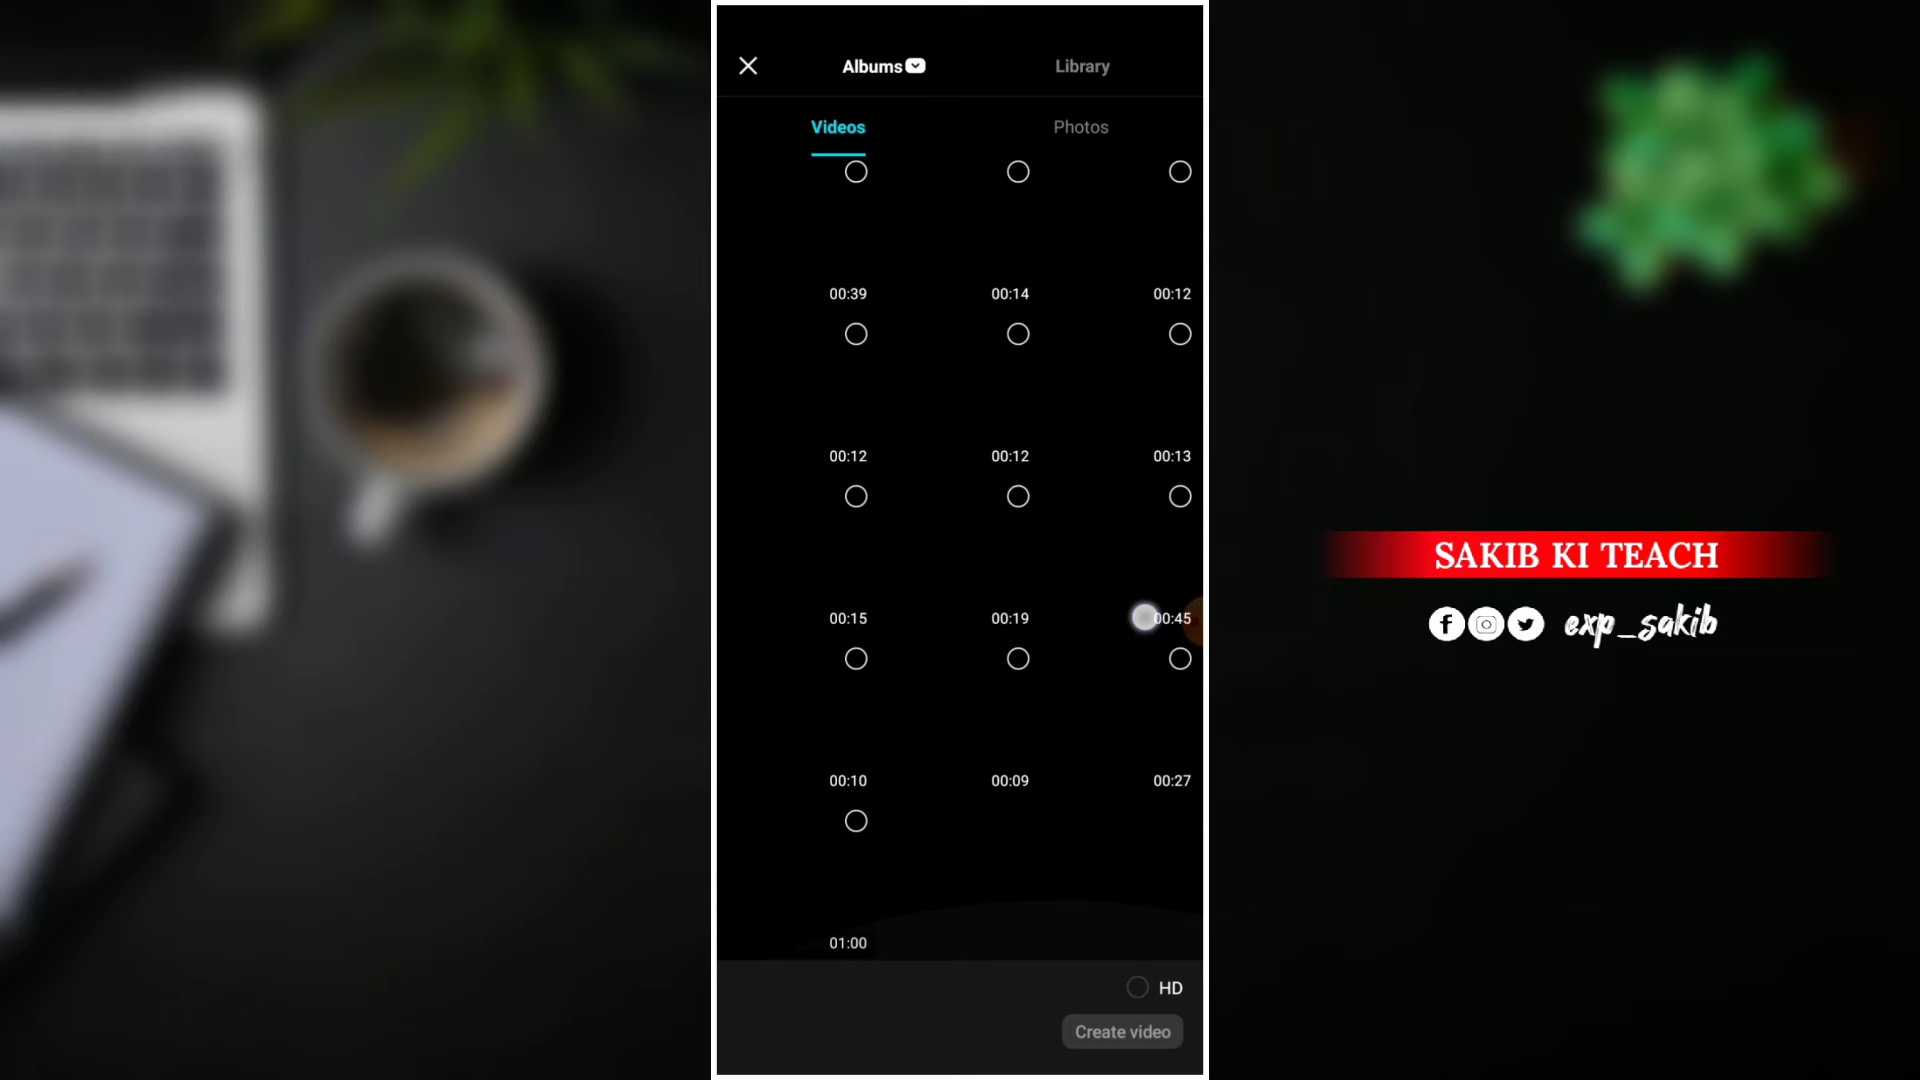 Albums
Library
Videos
Photos
00:39 00:14 00:12
00:12 00:12 00:13
00:15 00:19 00:45
00:10 00:09 00:27
01:00
HD
Create video
SAKIB KI TEACH
exp_sakib